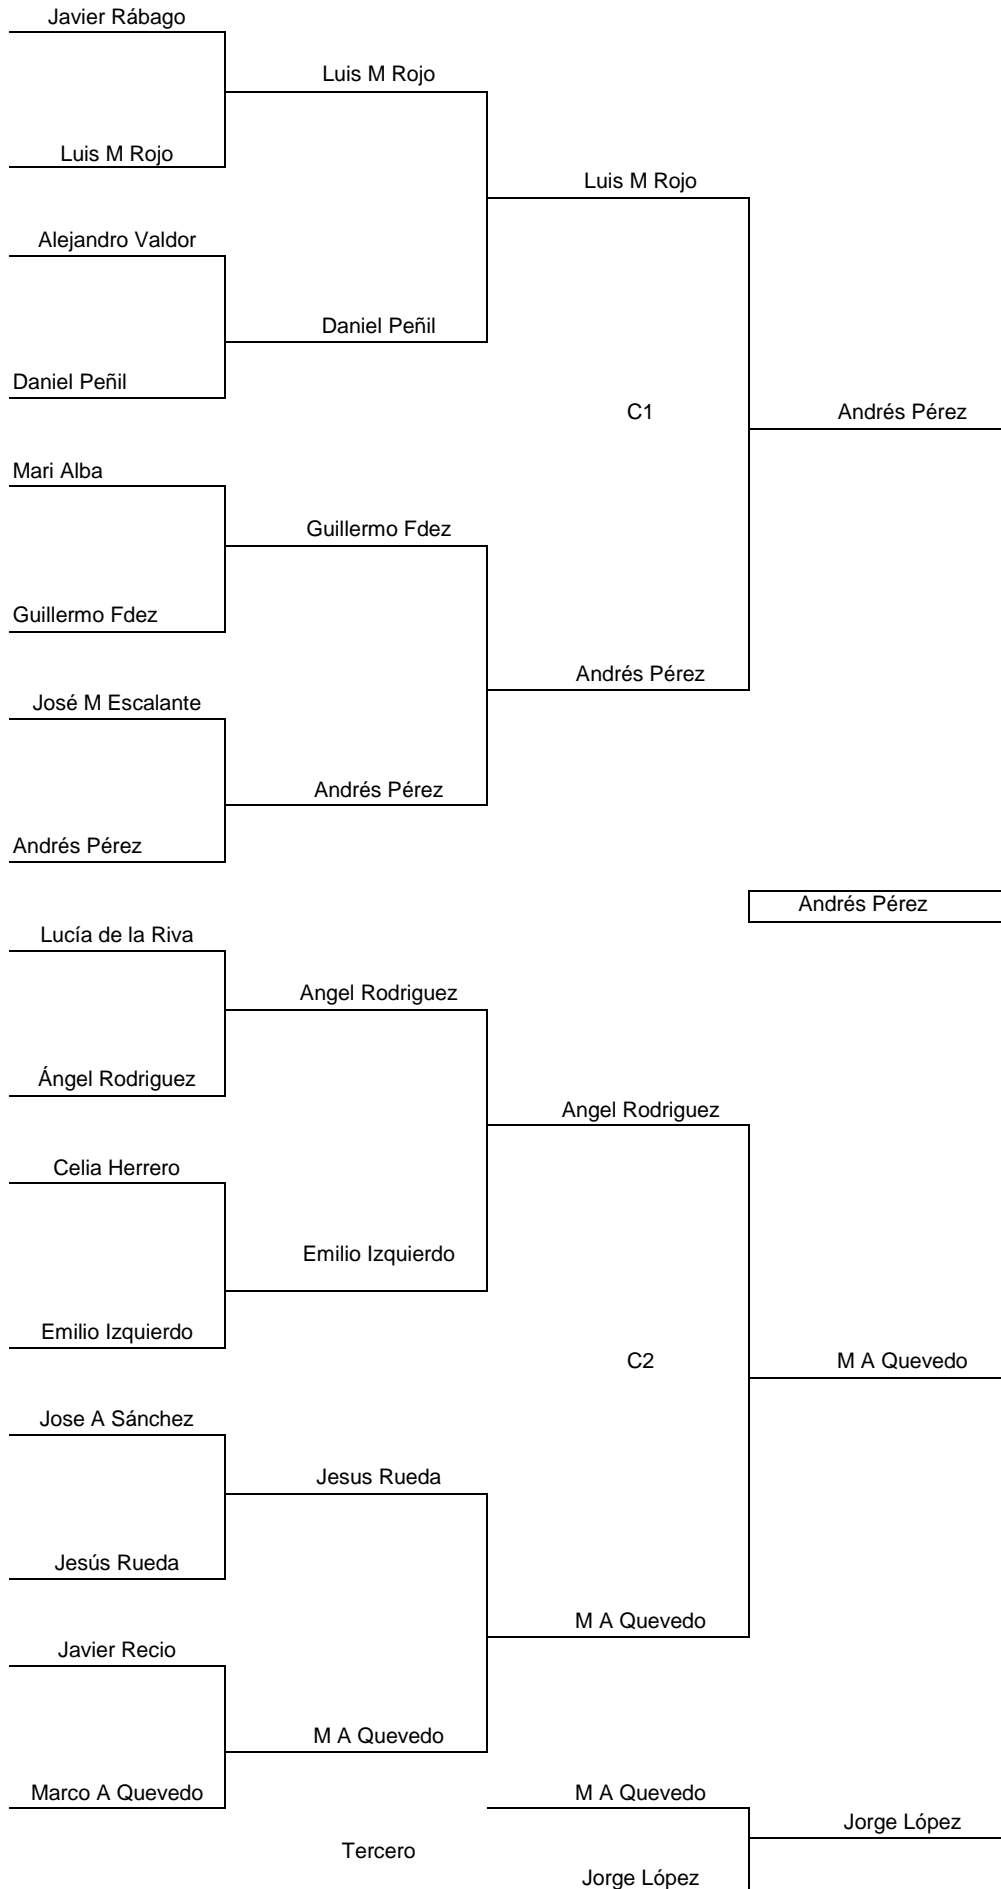 Javier Rábago
Luis M Rojo
Luis M Rojo
Luis M Rojo
Alejandro Valdor
Daniel Peñil
Daniel Peñil
C1
Andrés Pérez
Mari Alba
Guillermo Fdez
Guillermo Fdez
Andrés Pérez
José M Escalante
Andrés Pérez
Andrés Pérez
Andrés Pérez
Lucía de la Riva
Angel Rodriguez
Ángel Rodriguez
Angel Rodriguez
Celia Herrero
Emilio Izquierdo
Emilio Izquierdo
C2
M A Quevedo
Jose A Sánchez
Jesus Rueda
Jesús Rueda
M A Quevedo
Javier Recio
M A Quevedo
Marco A Quevedo
M A Quevedo
Jorge López
Tercero
Jorge López